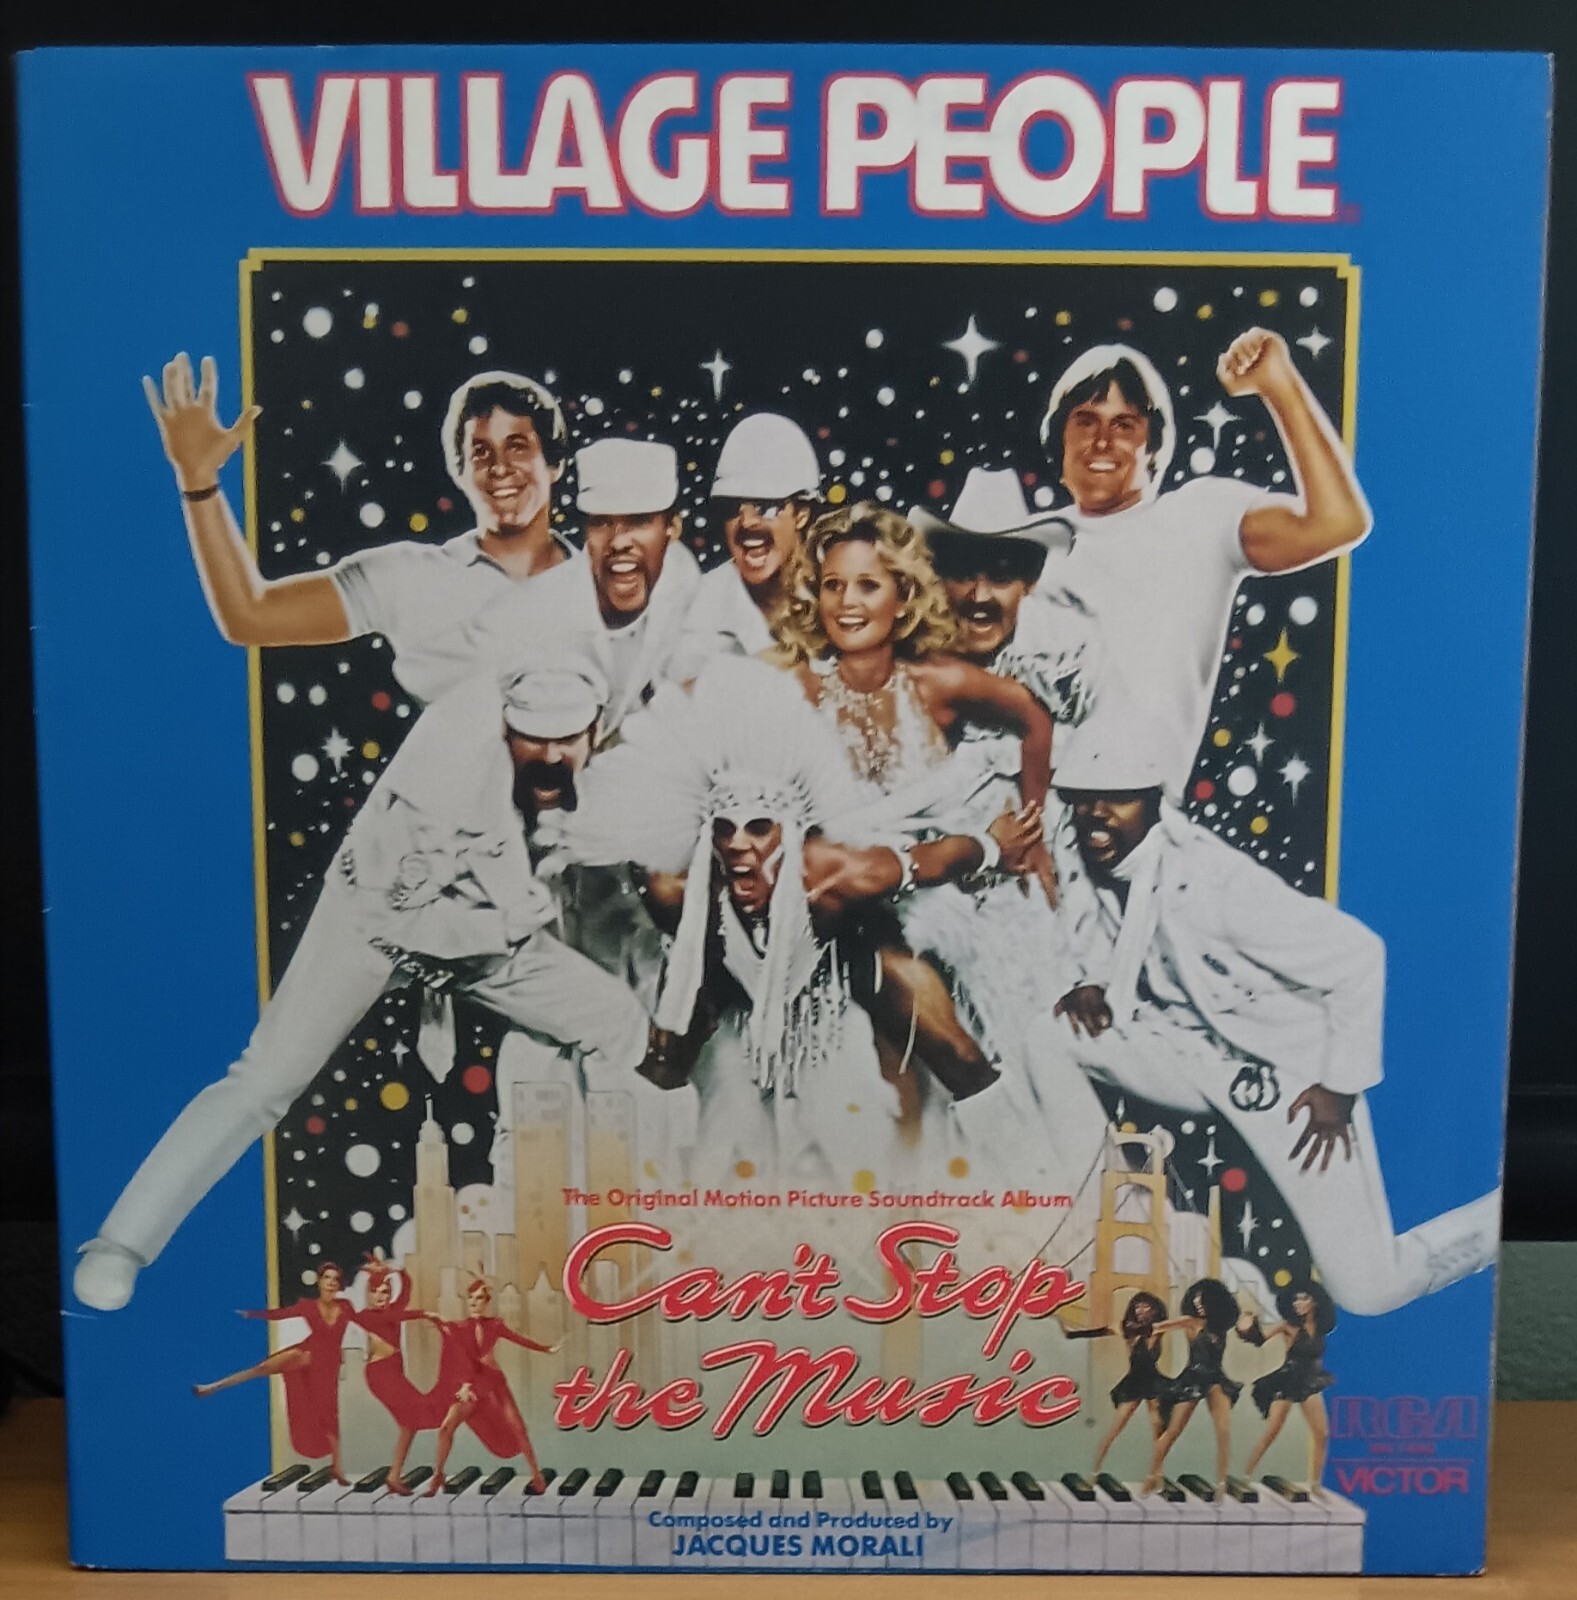 VILLAGE PEOPLE
The Original Motion Picture Soundtrack Album
Can't Stop
the Music
RCA
VICTOR
Composed and Produced by
JACQUES MORALI